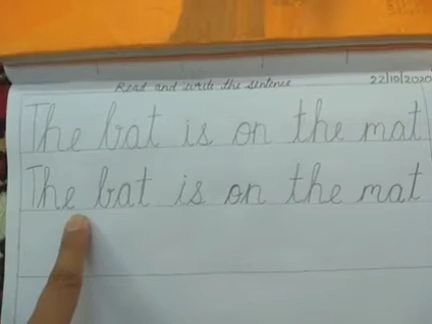 Read and write the sentence 22/10/2020
The bat is on the mat
The bat is on the mat